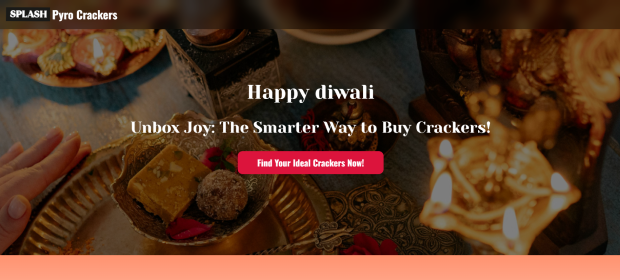 SPLASH Pyro Crackers
Happy diwali
Unbox Joy: The Smarter Way to Buy Crackers!
Find Your Ideal Crackers Now!